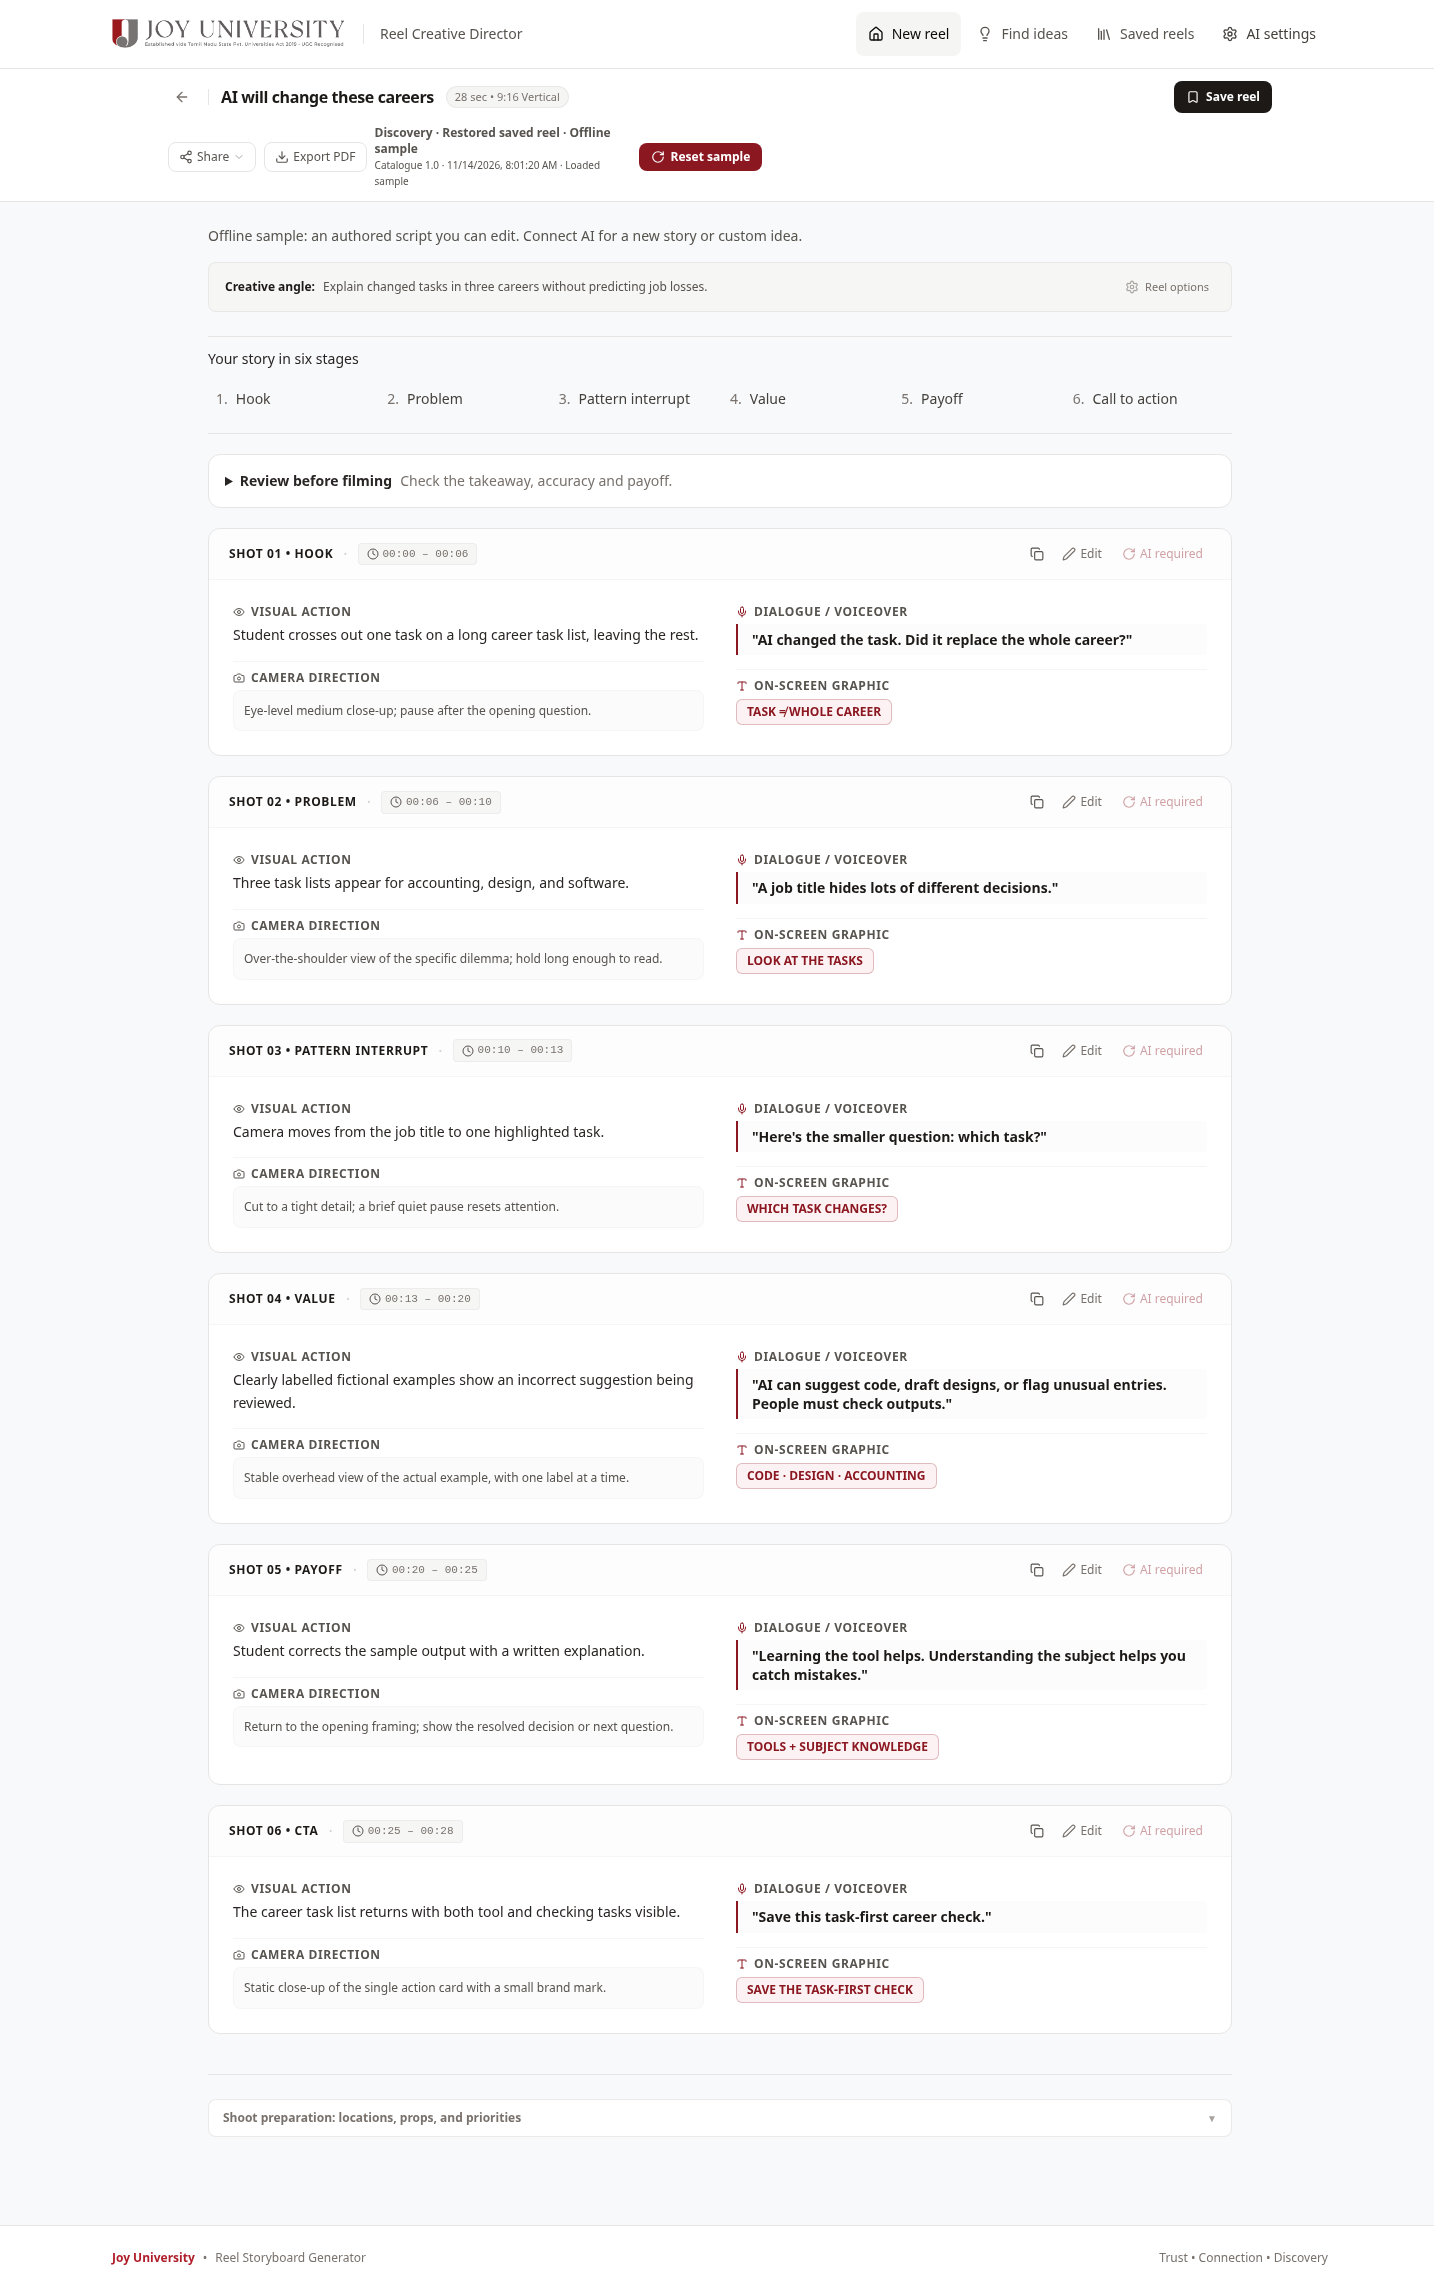 JOY UNIVERSITY
Established vide Tamil Nadu State Pvt. Universities Act 2019 - UGC Recognised
Reel Creative Director
New reel
Find ideas
Saved reels
AI settings
AI will change these careers
28 sec • 9:16 Vertical
Save reel
Share
Export PDF
Discovery · Restored saved reel · Offline
sample
Catalogue 1.0 · 11/14/2026, 8:01:20 AM · Loaded
sample
Reset sample
Offline sample: an authored script you can edit. Connect AI for a new story or custom idea.
Creative angle: Explain changed tasks in three careers without predicting job losses.
Reel options
Your story in six stages
1. Hook
2. Problem
3. Pattern interrupt
4. Value
5. Payoff
6. Call to action
▶ Review before filming Check the takeaway, accuracy and payoff.
SHOT 01 • HOOK · 00:00 – 00:06
Edit
AI required
VISUAL ACTION
Student crosses out one task on a long career task list, leaving the rest.
CAMERA DIRECTION
Eye-level medium close-up; pause after the opening question.
DIALOGUE / VOICEOVER
"AI changed the task. Did it replace the whole career?"
ON-SCREEN GRAPHIC
TASK ≠ WHOLE CAREER
SHOT 02 • PROBLEM · 00:06 – 00:10
Edit
AI required
VISUAL ACTION
Three task lists appear for accounting, design, and software.
CAMERA DIRECTION
Over-the-shoulder view of the specific dilemma; hold long enough to read.
DIALOGUE / VOICEOVER
"A job title hides lots of different decisions."
ON-SCREEN GRAPHIC
LOOK AT THE TASKS
SHOT 03 • PATTERN INTERRUPT · 00:10 – 00:13
Edit
AI required
VISUAL ACTION
Camera moves from the job title to one highlighted task.
CAMERA DIRECTION
Cut to a tight detail; a brief quiet pause resets attention.
DIALOGUE / VOICEOVER
"Here's the smaller question: which task?"
ON-SCREEN GRAPHIC
WHICH TASK CHANGES?
SHOT 04 • VALUE · 00:13 – 00:20
Edit
AI required
VISUAL ACTION
Clearly labelled fictional examples show an incorrect suggestion being
reviewed.
CAMERA DIRECTION
Stable overhead view of the actual example, with one label at a time.
DIALOGUE / VOICEOVER
"AI can suggest code, draft designs, or flag unusual entries.
People must check outputs."
ON-SCREEN GRAPHIC
CODE · DESIGN · ACCOUNTING
SHOT 05 • PAYOFF · 00:20 – 00:25
Edit
AI required
VISUAL ACTION
Student corrects the sample output with a written explanation.
CAMERA DIRECTION
Return to the opening framing; show the resolved decision or next question.
DIALOGUE / VOICEOVER
"Learning the tool helps. Understanding the subject helps you
catch mistakes."
ON-SCREEN GRAPHIC
TOOLS + SUBJECT KNOWLEDGE
SHOT 06 • CTA · 00:25 – 00:28
Edit
AI required
VISUAL ACTION
The career task list returns with both tool and checking tasks visible.
CAMERA DIRECTION
Static close-up of the single action card with a small brand mark.
DIALOGUE / VOICEOVER
"Save this task-first career check."
ON-SCREEN GRAPHIC
SAVE THE TASK-FIRST CHECK
Shoot preparation: locations, props, and priorities ▼
Joy University • Reel Storyboard Generator
Trust • Connection • Discovery